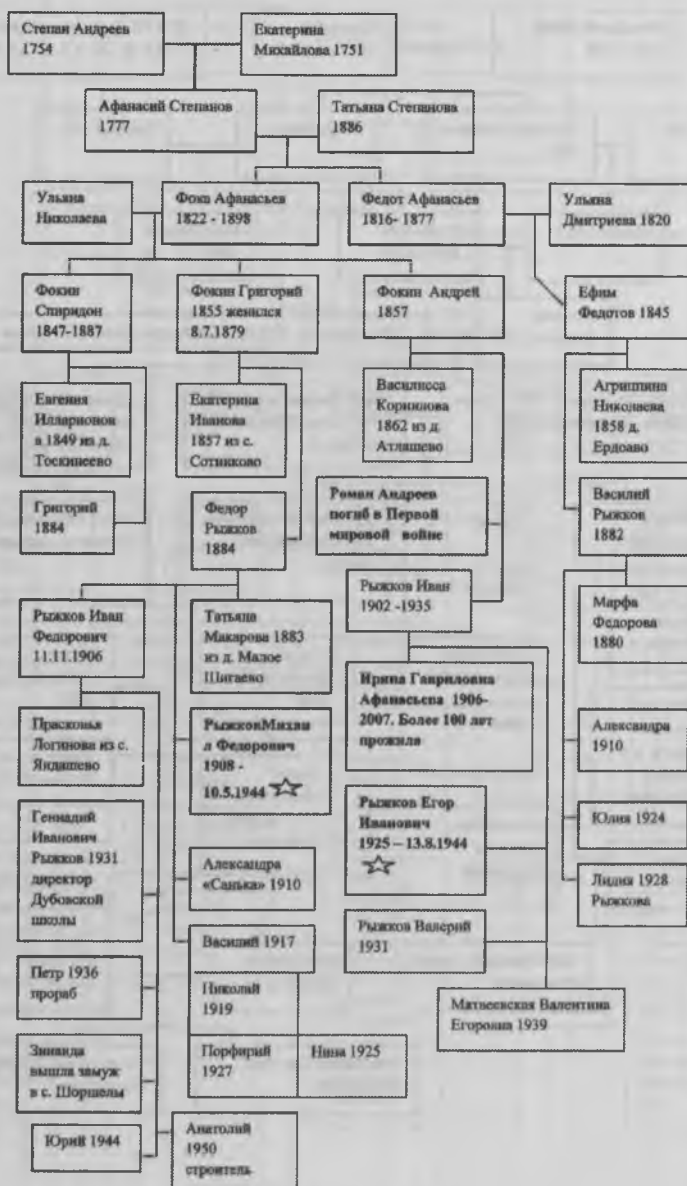 Степан Андреев
1754
Екатерина
Михайлова 1751
Афанасий Степанов
1777
Татьяна Степанова
1886
Ульяна
Николаева
Фока Афанасьев
1822 - 1898
Федот Афанасьев
1816- 1877
Ульяна
Дмитриева 1820
Фокин
Спиридон
1847-1887
Фокин Григорий
1855 женился
8.7.1879
Фокин Андрей
1857
Ефим
Федотов 1845
Евгения
Илларионов
а 1849 из д.
Тоскинеево
Екатерина
Иванова
1857 из с.
Сотниково
Василисса
Корнилова
1862 из д.
Атляшево
Агриппина
Николаева
1858 д.
Ердоаво
Григорий
1884
Федор
Рыжков
1884
Роман Андреев
погиб в Первой
мировой войне
Василий
Рыжков
1882
Рыжков Иван
Федорович
11.11.1906
Татьяна
Макарова 1883
из д. Малое
Шигаево
Рыжков Иван
1902 -1935
Марфа
Федорова
1880
Прасковья
Логинова из с.
Яндашево
РыжковМихаи
л Федорович
1908 -
10.5.1944
Ирина Гавриловна
Афанасьева 1906-
2007. Более 100 лет
прожила
Александра
1910
Геннадий
Иванович
Рыжков 1931
директор
Дубовской
школы
Александра
«Санька» 1910
Рыжков Егор
Иванович
1925 – 13.8.1944
Юлия 1924
Лидия 1928
Рыжкова
Петр 1936
прораб
Василий 1917
Николай
1919
Рыжков Валерий
1931
Зинаида
вышла замуж
в с. Шоршелы
Порфирий
1927
Нина 1925
Матвеевская Валентина
Егоровна 1939
Юрий 1944
Анатолий
1950
строитель